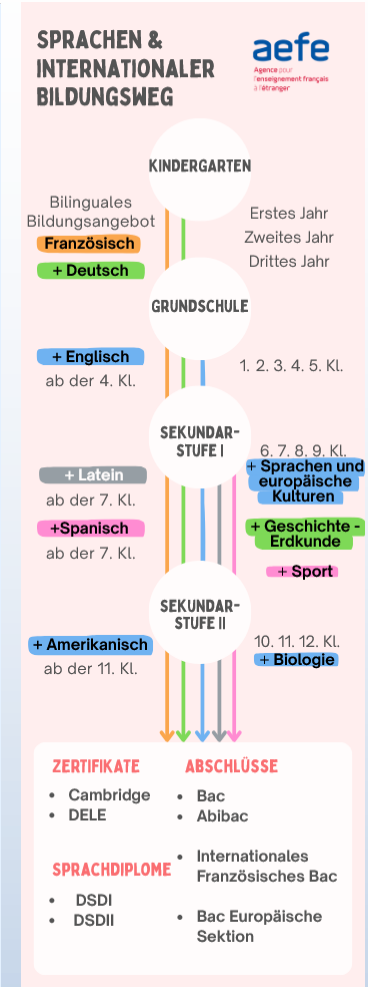 SPRACHEN &
INTERNATIONALER
BILDUNGSWEG
aefe
Agence pour
l'enseignement français
à l'étranger
KINDERGARTEN
Bilinguales
Bildungsangebot
Französisch
+ Deutsch
Erstes Jahr
Zweites Jahr
Drittes Jahr
GRUNDSCHULE
+ Englisch
ab der 4. Kl.
1. 2. 3. 4. 5. Kl.
SEKUNDAR-
STUFE I
+ Latein
ab der 7. Kl.
+Spanisch
ab der 7. Kl.
6. 7. 8. 9. Kl.
+ Sprachen und
europäische
Kulturen
+ Geschichte -
Erdkunde
+ Sport
SEKUNDAR-
STUFE II
+ Amerikanisch
ab der 11. Kl.
10. 11. 12. Kl.
+ Biologie
ZERTIFIKATE
• Cambridge
• DELE
SPRACHDIPLOME
• DSDI
• DSDII
ABSCHLÜSSE
• Bac
• Abibac
• Internationales
Französisches Bac
• Bac Europäische
Sektion